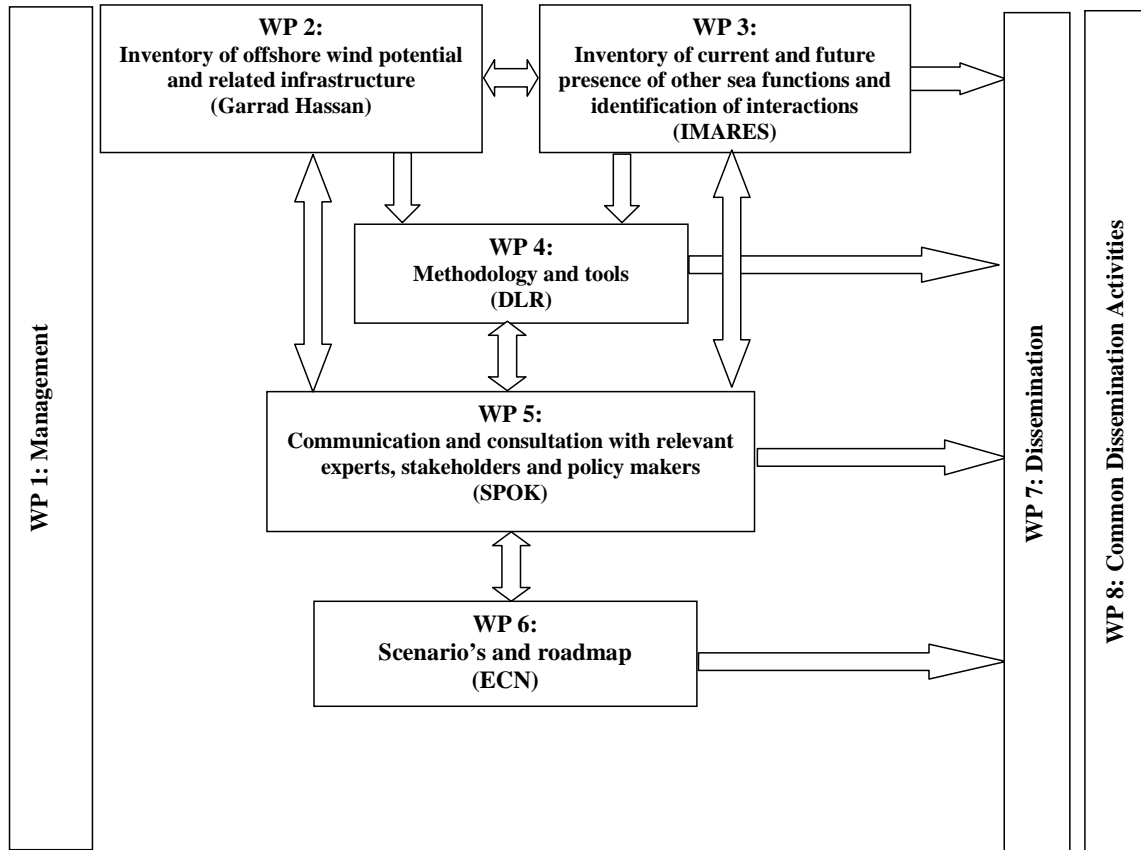 WP 1: Management
WP 2:
Inventory of offshore wind potential
and related infrastructure
(Garrad Hassan)
WP 3:
Inventory of current and future
presence of other sea functions and
identification of interactions
(IMARES)
WP 4:
Methodology and tools
(DLR)
WP 5:
Communication and consultation with relevant
experts, stakeholders and policy makers
(SPOK)
WP 6:
Scenario’s and roadmap
(ECN)
WP 7: Dissemination
WP 8: Common Dissemination Activities